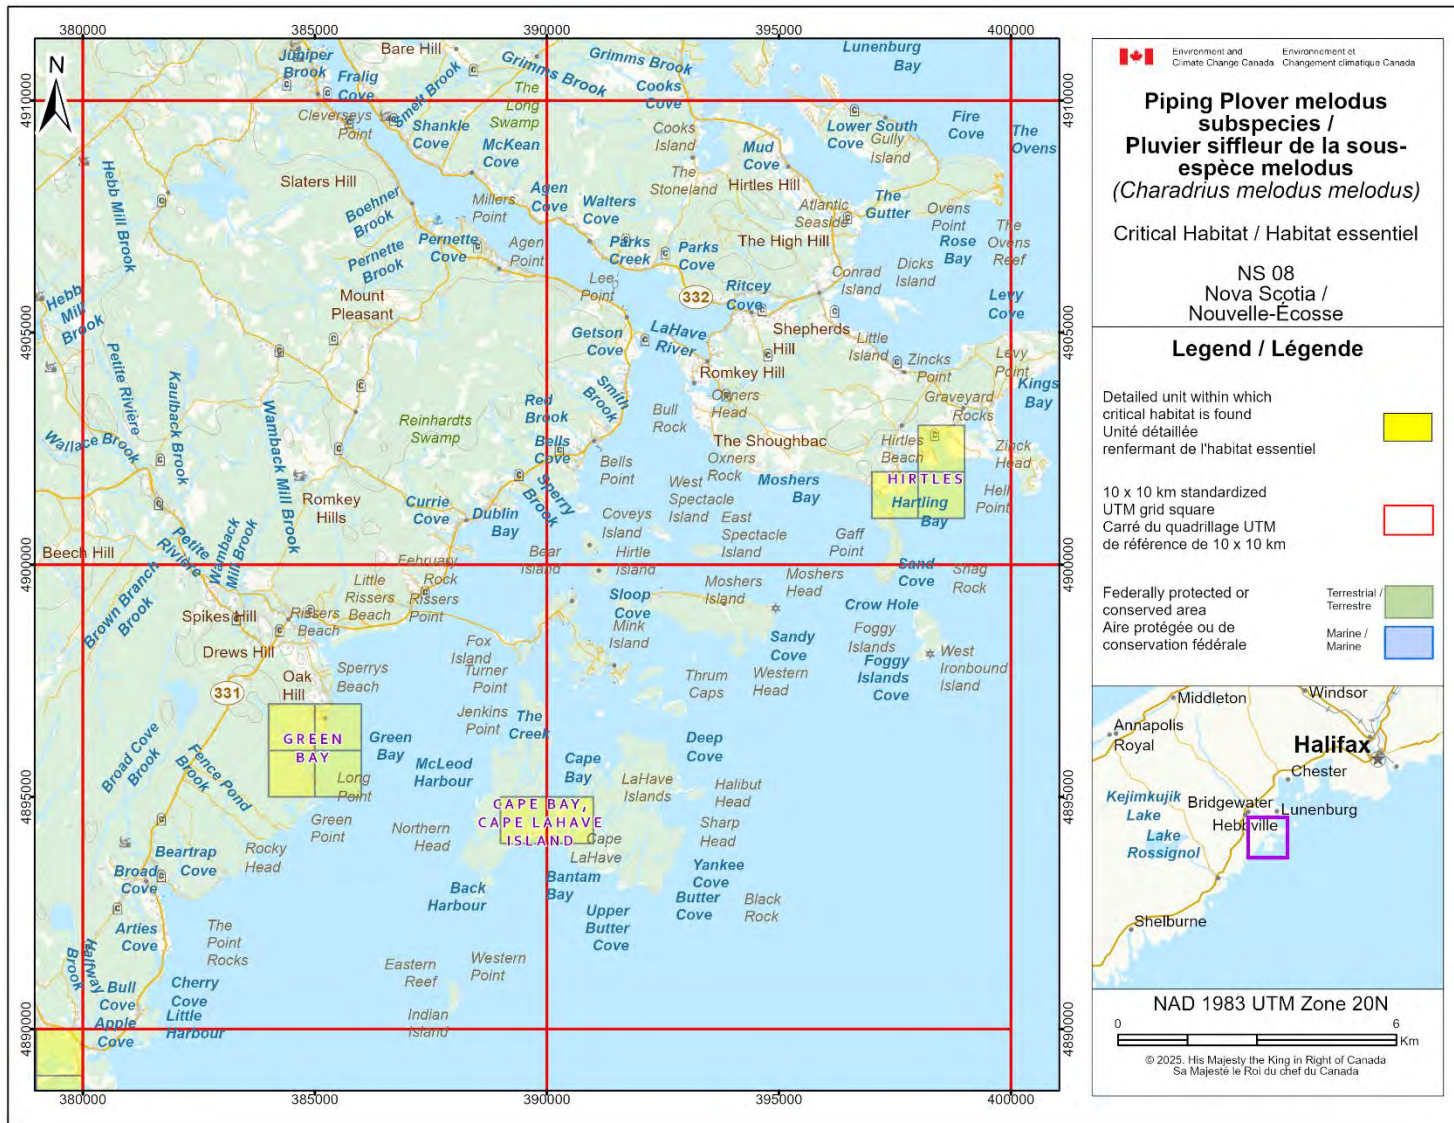 380000
385000
390000
395000
400000
4910000
4905000
4900000
4895000
4890000
N
Juniper
Brook
Bare Hill
Fralig
Cove
Cleverseys
Point
Smelt Brook
Grimms Brook
Grimms Brook
Lunenburg
Bay
The
Long
Swamp
Cooks
Cove
Shankle
Cove
McKean
Cove
Cooks
Island
Mud
Cove
Lower South
Cove
Gully
Island
Fire
Cove
The
Ovens
Hebb Mill Brook
Slaters Hill
Boehner
Brook
Millers
Point
Agen
Cove
Walters
Cove
The
Stoneland
Hirtles Hill
Atlantic
Seaside
The
Gutter
Ovens
Point
The
Ovens
Reef
Rose
Bay
Pernette
Brook
Pernette
Cove
Agen
Point
Parks
Creek
Parks
Cove
The High Hill
Conrad
Island
Dicks
Island
Levy
Cove
Hebb
Mill
Brook
Mount
Pleasant
Lee
Point
332
Ritcey
Cove
Getson
Cove
LaHave
River
Shepherds
Hill
Little
Island
Zincks
Point
Levy
Point
Kings
Bay
Petite Rivière
Kaulback Brook
Wallace Brook
Wamback Mill Brook
Reinhardts
Swamp
Smith
Brook
Red
Brook
Bells
Cove
Romkey Hill
Oxners
Head
Bull
Rock
Graveyard
Rocks
The Shoughbac
Hirtles
Beach
Zinck
Head
Bells
Point
Oxners
Rock
Moshers
Bay
HIRTLES
Hartling
Bay
Hell
Point
Romkey
Hills
Currie
Cove
Dublin
Bay
Sperry
Brook
Coveys
Island
West
Spectacle
Island
East
Spectacle
Island
Gaff
Point
Beech Hill
Petite
Rivière
Wamback
Mill Brook
Brown Branch
Brook
February
Rock
Bear
Island
Hirtle
Island
Moshers
Island
Moshers
Head
Sand
Cove
Snag
Rock
Spikes Hill
Rissers
Beach
Little
Rissers
Beach
Rissers
Point
Sloop
Cove
Mink
Island
Crow Hole
Foggy
Islands
Sandy
Cove
Drews Hill
Oak
Hill
Sperrys
Beach
Fox
Island
Turner
Point
Thrum
Caps
Western
Head
Foggy
Islands
Cove
West
Ironbound
Island
331
Jenkins
Point
The
Creek
GREEN
BAY
Green
Bay
McLeod
Harbour
Cape
Bay
Deep
Cove
Broad Cove
Brook
Fence Pond
Brook
Long
Point
LaHave
Islands
Halibut
Head
CAPE BAY,
CAPE LAHAVE
ISLAND
Green
Point
Northern
Head
Cape
LaHave
Sharp
Head
Rocky
Head
Beartrap
Cove
Broad
Cove
Back
Harbour
Bantam
Bay
Yankee
Cove
Butter
Cove
Black
Rock
Upper
Butter
Cove
Arties
Cove
The
Point
Rocks
Halfway
Brook
Eastern
Reef
Western
Point
Bull
Cove
Cherry
Cove
Apple
Cove
Little
Harbour
Indian
Island
380000
385000
390000
395000
400000
4910000
4905000
4900000
4895000
4890000
Environment and
Climate Change Canada
Environnement et
Changement climatique Canada
Piping Plover melodus
subspecies /
Pluvier siffleur de la sous-
espèce melodus
(Charadrius melodus melodus)
Critical Habitat / Habitat essentiel
NS 08
Nova Scotia /
Nouvelle-Écosse
Legend / Légende
Detailed unit within which
critical habitat is found
Unité détaillée
renfermant de l'habitat essentiel
10 x 10 km standardized
UTM grid square
Carré du quadrillage UTM
de référence de 10 x 10 km
Federally protected or
conserved area
Aire protégée ou de
conservation fédérale
Terrestrial /
Terrestre
Marine /
Marine
Middleton
Windsor
Annapolis
Royal
Halifax
Chester
Kejimkujik
Lake
Bridgewater
Lunenburg
Hebbville
Lake
Rossignol
Shelburne
NAD 1983 UTM Zone 20N
0
6
Km
© 2025. His Majesty the King in Right of Canada
Sa Majesté le Roi du chef du Canada